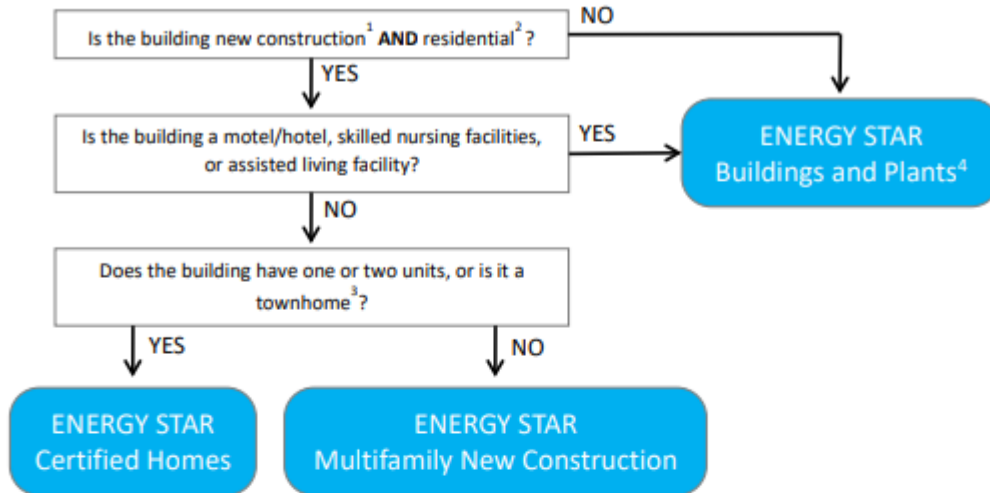 Is the building new construction¹ AND residential²?
NO
YES
Is the building a motel/hotel, skilled nursing facilities,
or assisted living facility?
YES
ENERGY STAR
Buildings and Plants⁴
NO
Does the building have one or two units, or is it a
townhome³?
YES
NO
ENERGY STAR
Certified Homes
ENERGY STAR
Multifamily New Construction